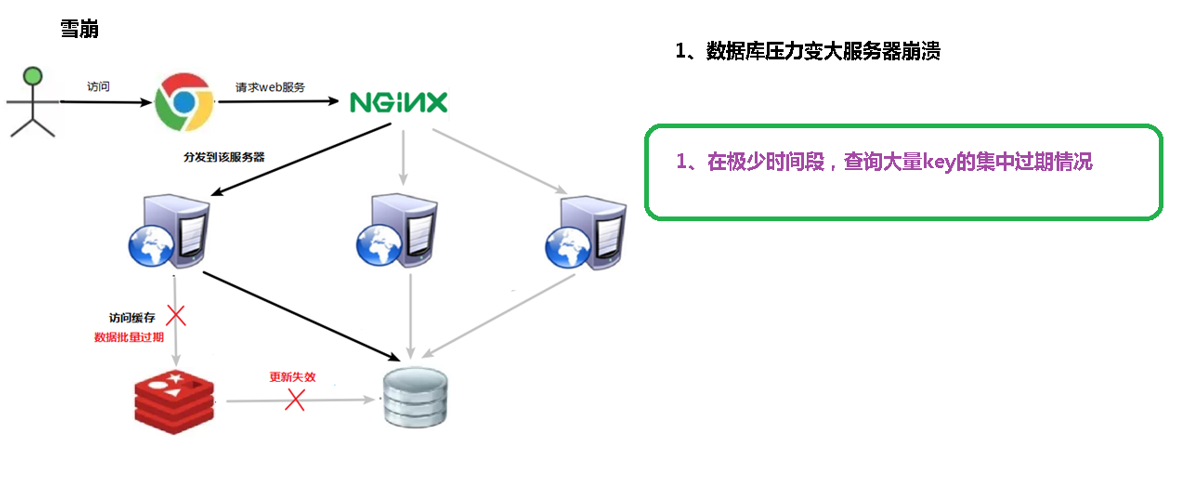 雪崩
1、数据库压力变大服务器崩溃
访问
请求web服务
NGINX
分发到该服务器
1、在极少时间段，查询大量key的集中过期情况
访问缓存
数据批量过期
更新失效